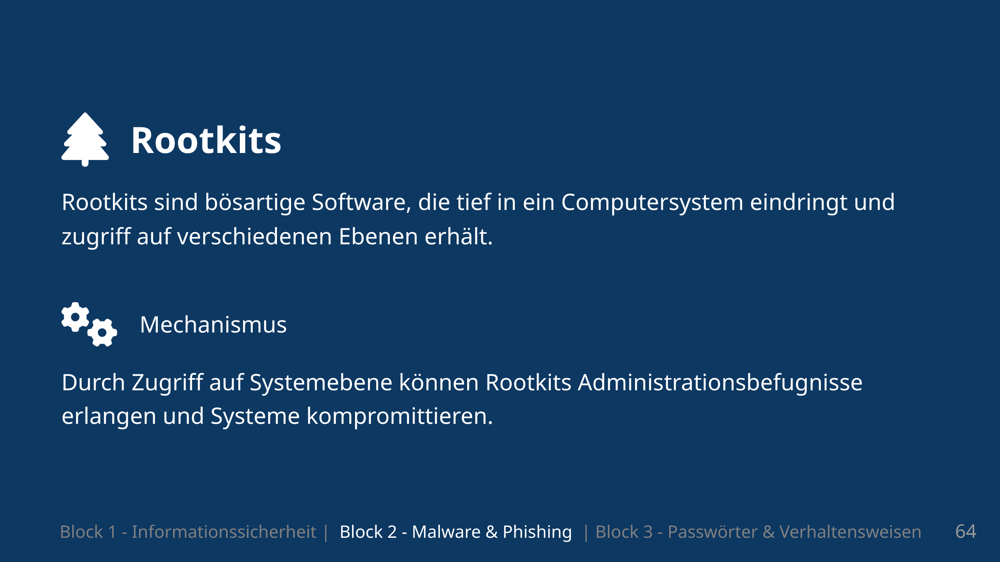 Rootkits
Rootkits sind bösartige Software, die tief in ein Computersystem eindringt und
zugriff auf verschiedenen Ebenen erhält.
Mechanismus
Durch Zugriff auf Systemebene können Rootkits Administrationsbefugnisse
erlangen und Systeme kompromittieren.
Block 1 - Informationssicherheit | Block 2 - Malware & Phishing | Block 3 - Passwörter & Verhaltensweisen 64